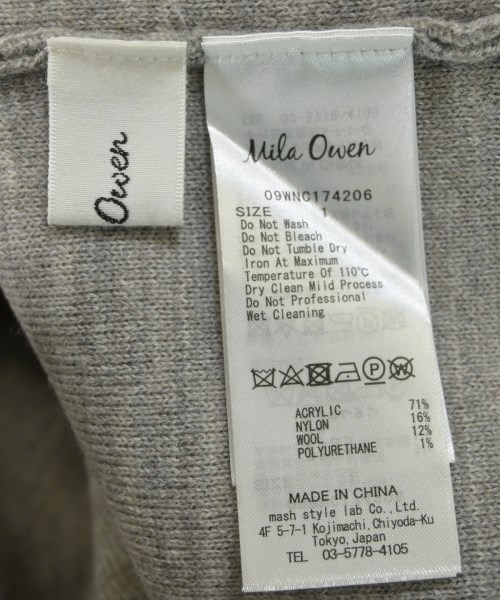 Owen
Mila Owen
09WNC174206
SIZE 1
Do Not Wash
Do Not Bleach
Do Not Tumble Dry
Iron At Maximum
Temperature Of 110℃
Dry Clean Mild Process
Do Not Professional
Wet Cleaning
ACRYLIC 71%
NYLON 16%
WOOL 12%
POLYURETHANE 1%
MADE IN CHINA
mash style lab Co.,Ltd.
4F 5-7-1 Kojimachi,Chiyoda-Ku
Tokyo,Japan
TEL 03-5778-4105